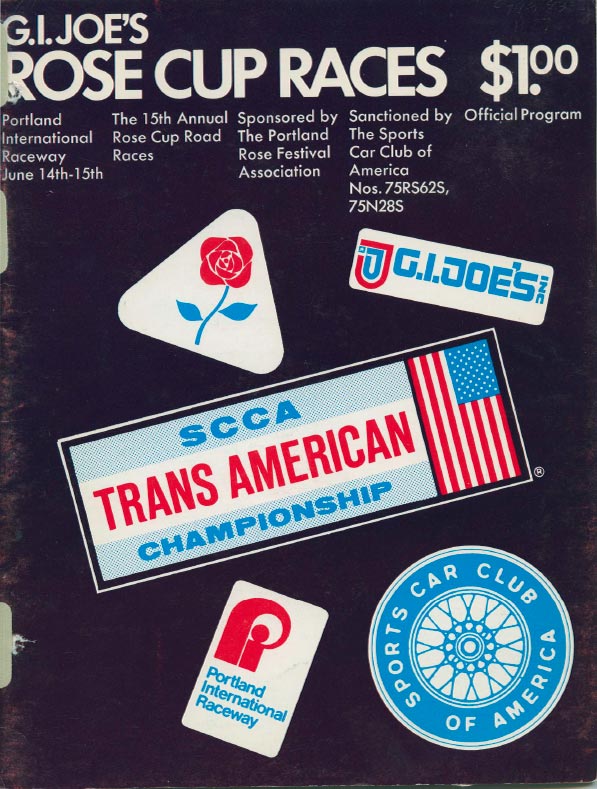 G.I. JOE'S
ROSE CUP RACES $1.00
Portland
International
Raceway
June 14th-15th
The 15th Annual
Rose Cup Road
Races
Sponsored by
The Portland
Rose Festival
Association
Sanctioned by
The Sports
Car Club of
America
Nos. 75RS62S,
75N28S
Official Program
G.I. JOE'S INC
SCCA
TRANS AMERICAN
CHAMPIONSHIP
®
Portland
International
Raceway
SPORTS CAR CLUB
OF AMERICA